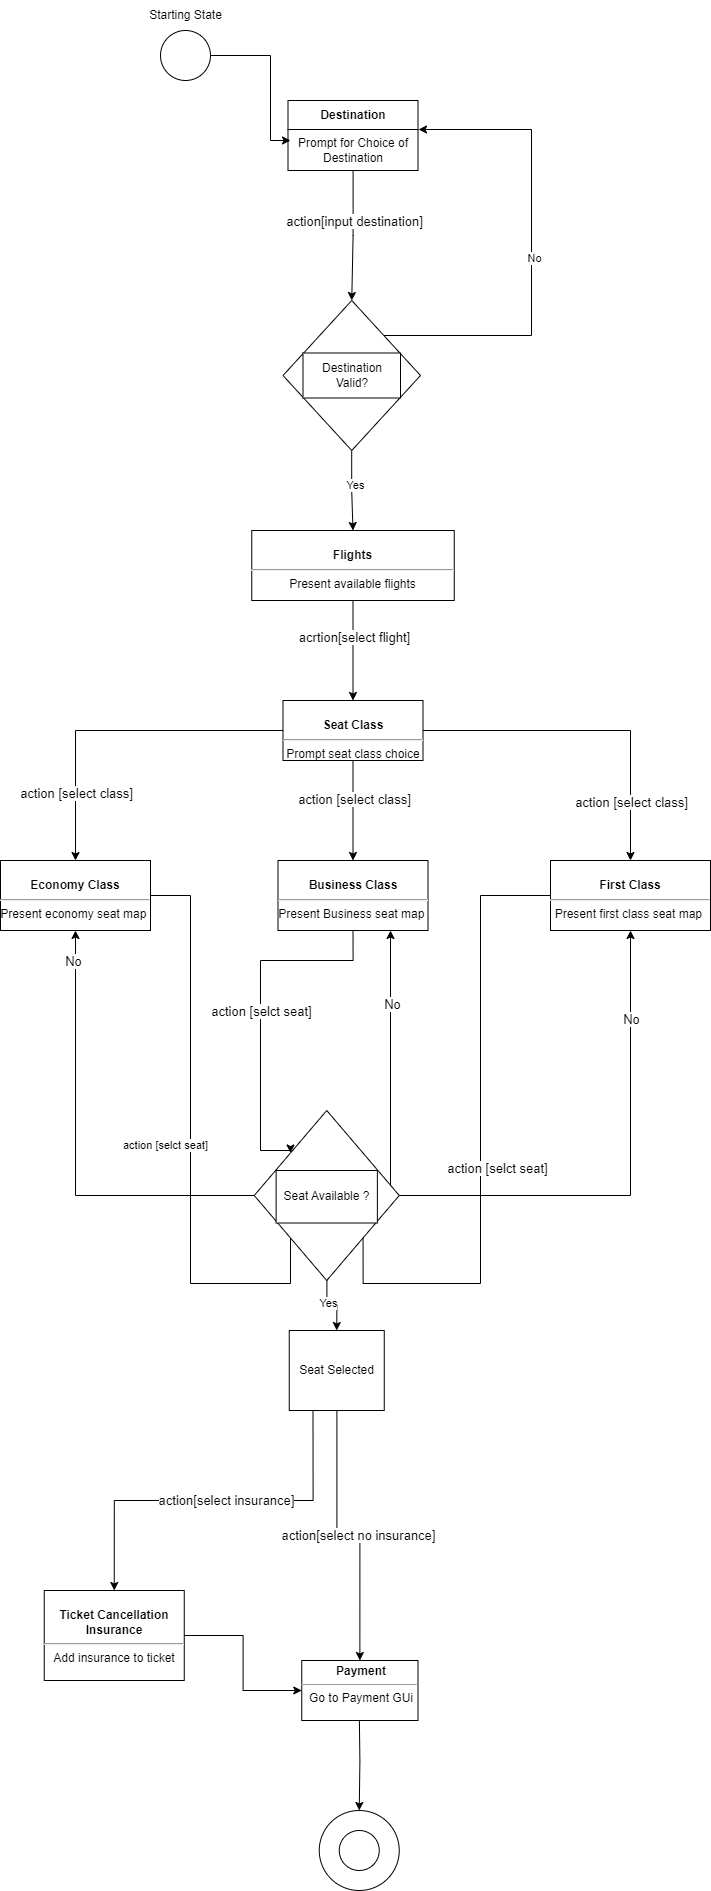 Starting State
Destination
Prompt for Choice of
Destination
action[input destination]
No
Destination
Valid?
Yes
Flights
Present available flights
acrtion[select flight]
Seat Class
Prompt seat class choice
action [select class]
action [select class]
action [select class]
Economy Class
Present economy seat map
Business Class
Present Business seat map
First Class
Present first class seat map
No
No
action [selct seat]
No
action [selct seat]
action [selct seat]
Seat Available ?
Yes
Seat Selected
action[select insurance]
action[select no insurance]
Ticket Cancellation
Insurance
Add insurance to ticket
Payment
Go to Payment GUi